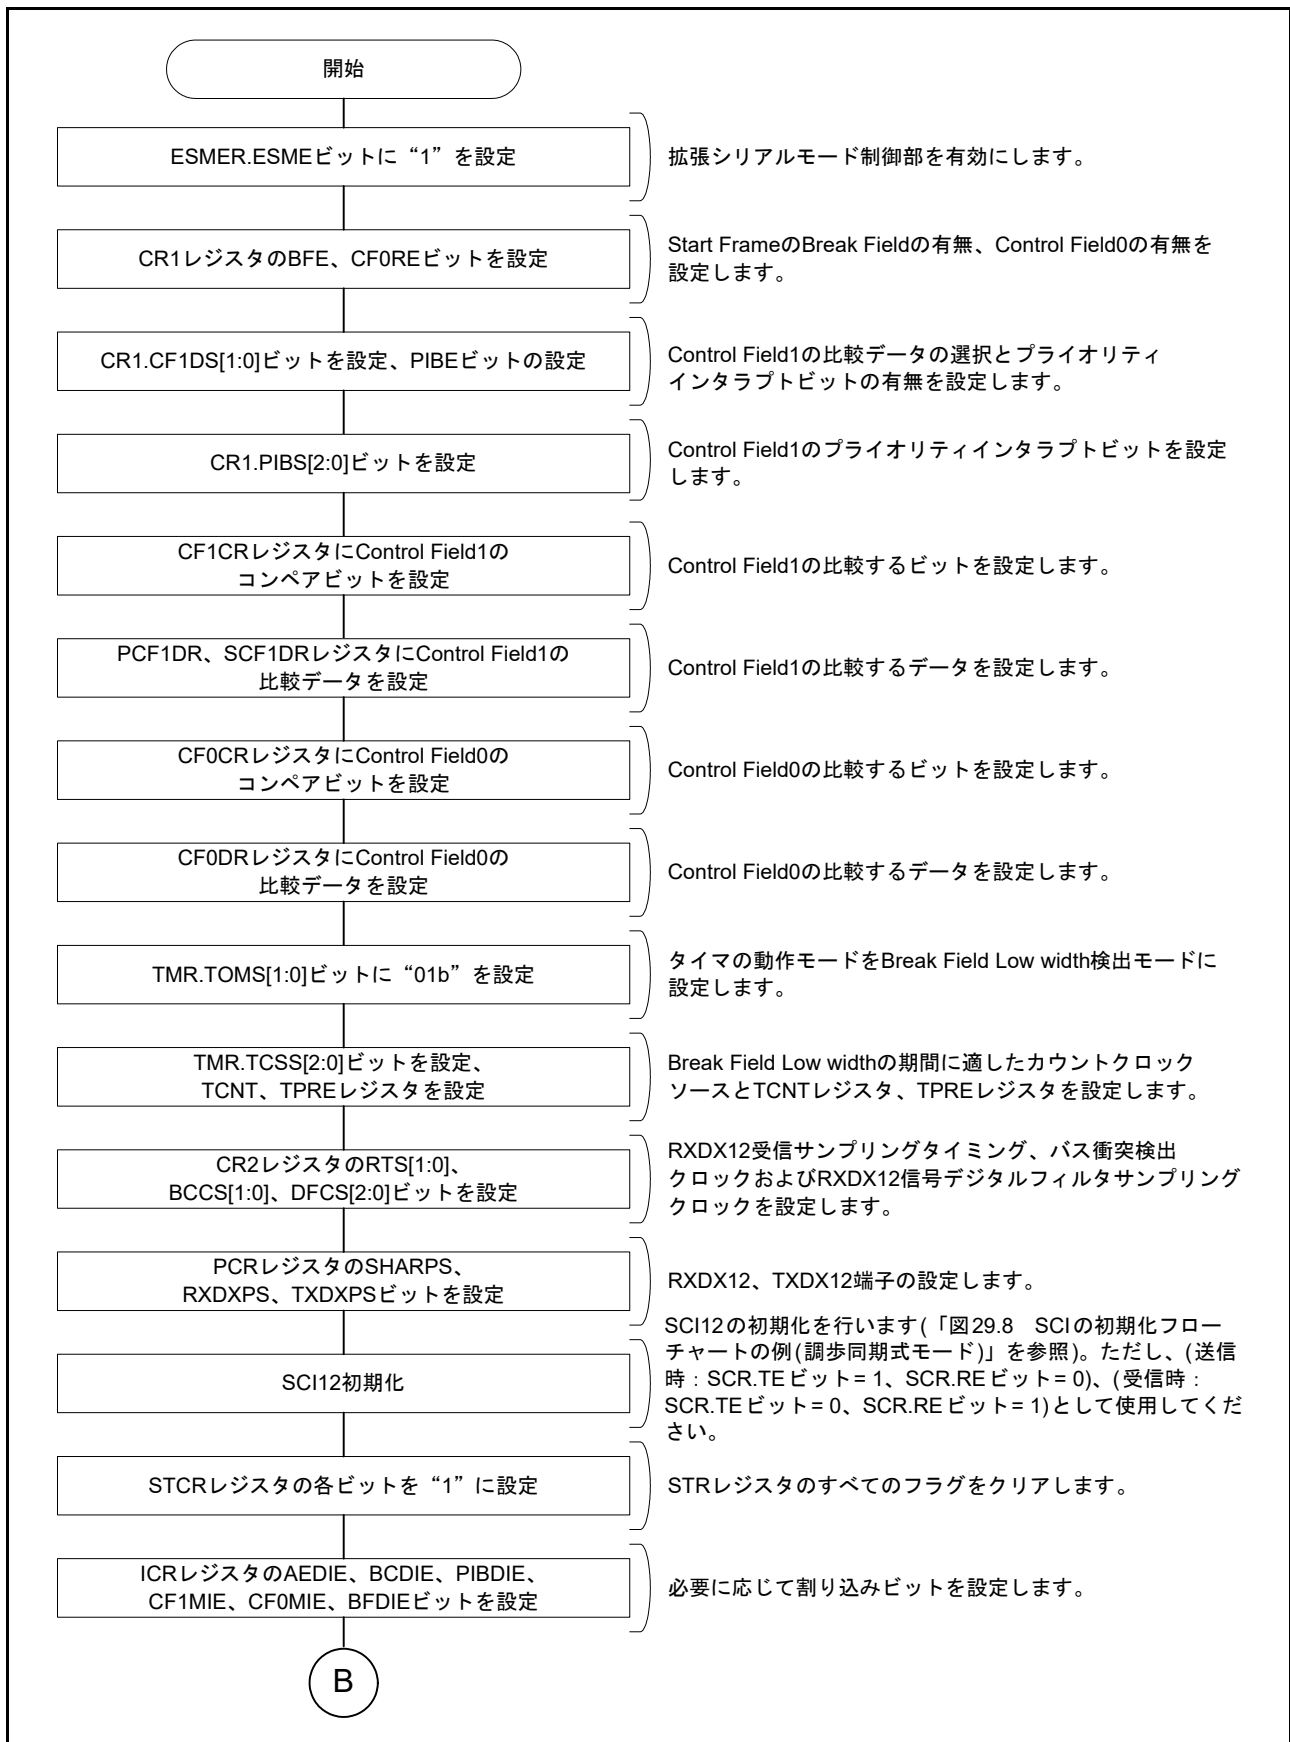 開始
ESMER.ESMEビットに“1”を設定
拡張シリアルモード制御部を有効にします。
CR1レジスタのBFE、CF0REビットを設定
Start FrameのBreak Fieldの有無、Control Field0の有無を
設定します。
CR1.CF1DS[1:0]ビットを設定、PIBEビットの設定
Control Field1の比較データの選択とプライオリティ
インタラプトビットの有無を設定します。
CR1.PIBS[2:0]ビットを設定
Control Field1のプライオリティインタラプトビットを設定
します。
CF1CRレジスタにControl Field1の
コンペアビットを設定
Control Field1の比較するビットを設定します。
PCF1DR、SCF1DRレジスタにControl Field1の
比較データを設定
Control Field1の比較するデータを設定します。
CF0CRレジスタにControl Field0の
コンペアビットを設定
Control Field0の比較するビットを設定します。
CF0DRレジスタにControl Field0の
比較データを設定
Control Field0の比較するデータを設定します。
TMR.TOMS[1:0]ビットに“01b”を設定
タイマの動作モードをBreak Field Low width検出モードに
設定します。
TMR.TCSS[2:0]ビットを設定、
TCNT、TPREレジスタを設定
Break Field Low widthの期間に適したカウントクロック
ソースとTCNTレジスタ、TPREレジスタを設定します。
CR2レジスタのRTS[1:0]、
BCCS[1:0]、DFCS[2:0]ビットを設定
RXDX12受信サンプリングタイミング、バス衝突検出
クロックおよびRXDX12信号デジタルフィルタサンプリング
クロックを設定します。
PCRレジスタのSHARPS、
RXDXPS、TXDXPSビットを設定
RXDX12、TXDX12端子の設定します。
SCI12初期化
SCI12の初期化を行います(「図29.8　SCIの初期化フロー
チャートの例(調歩同期式モード)」を参照)。ただし、(送信
時：SCR.TEビット= 1、SCR.REビット= 0)、(受信時：
SCR.TEビット= 0、SCR.REビット= 1)として使用してくだ
さい。
STCRレジスタの各ビットを“1”に設定
STRレジスタのすべてのフラグをクリアします。
ICRレジスタのAEDIE、BCDIE、PIBDIE、
CF1MIE、CF0MIE、BFDIEビットを設定
必要に応じて割り込みビットを設定します。
B